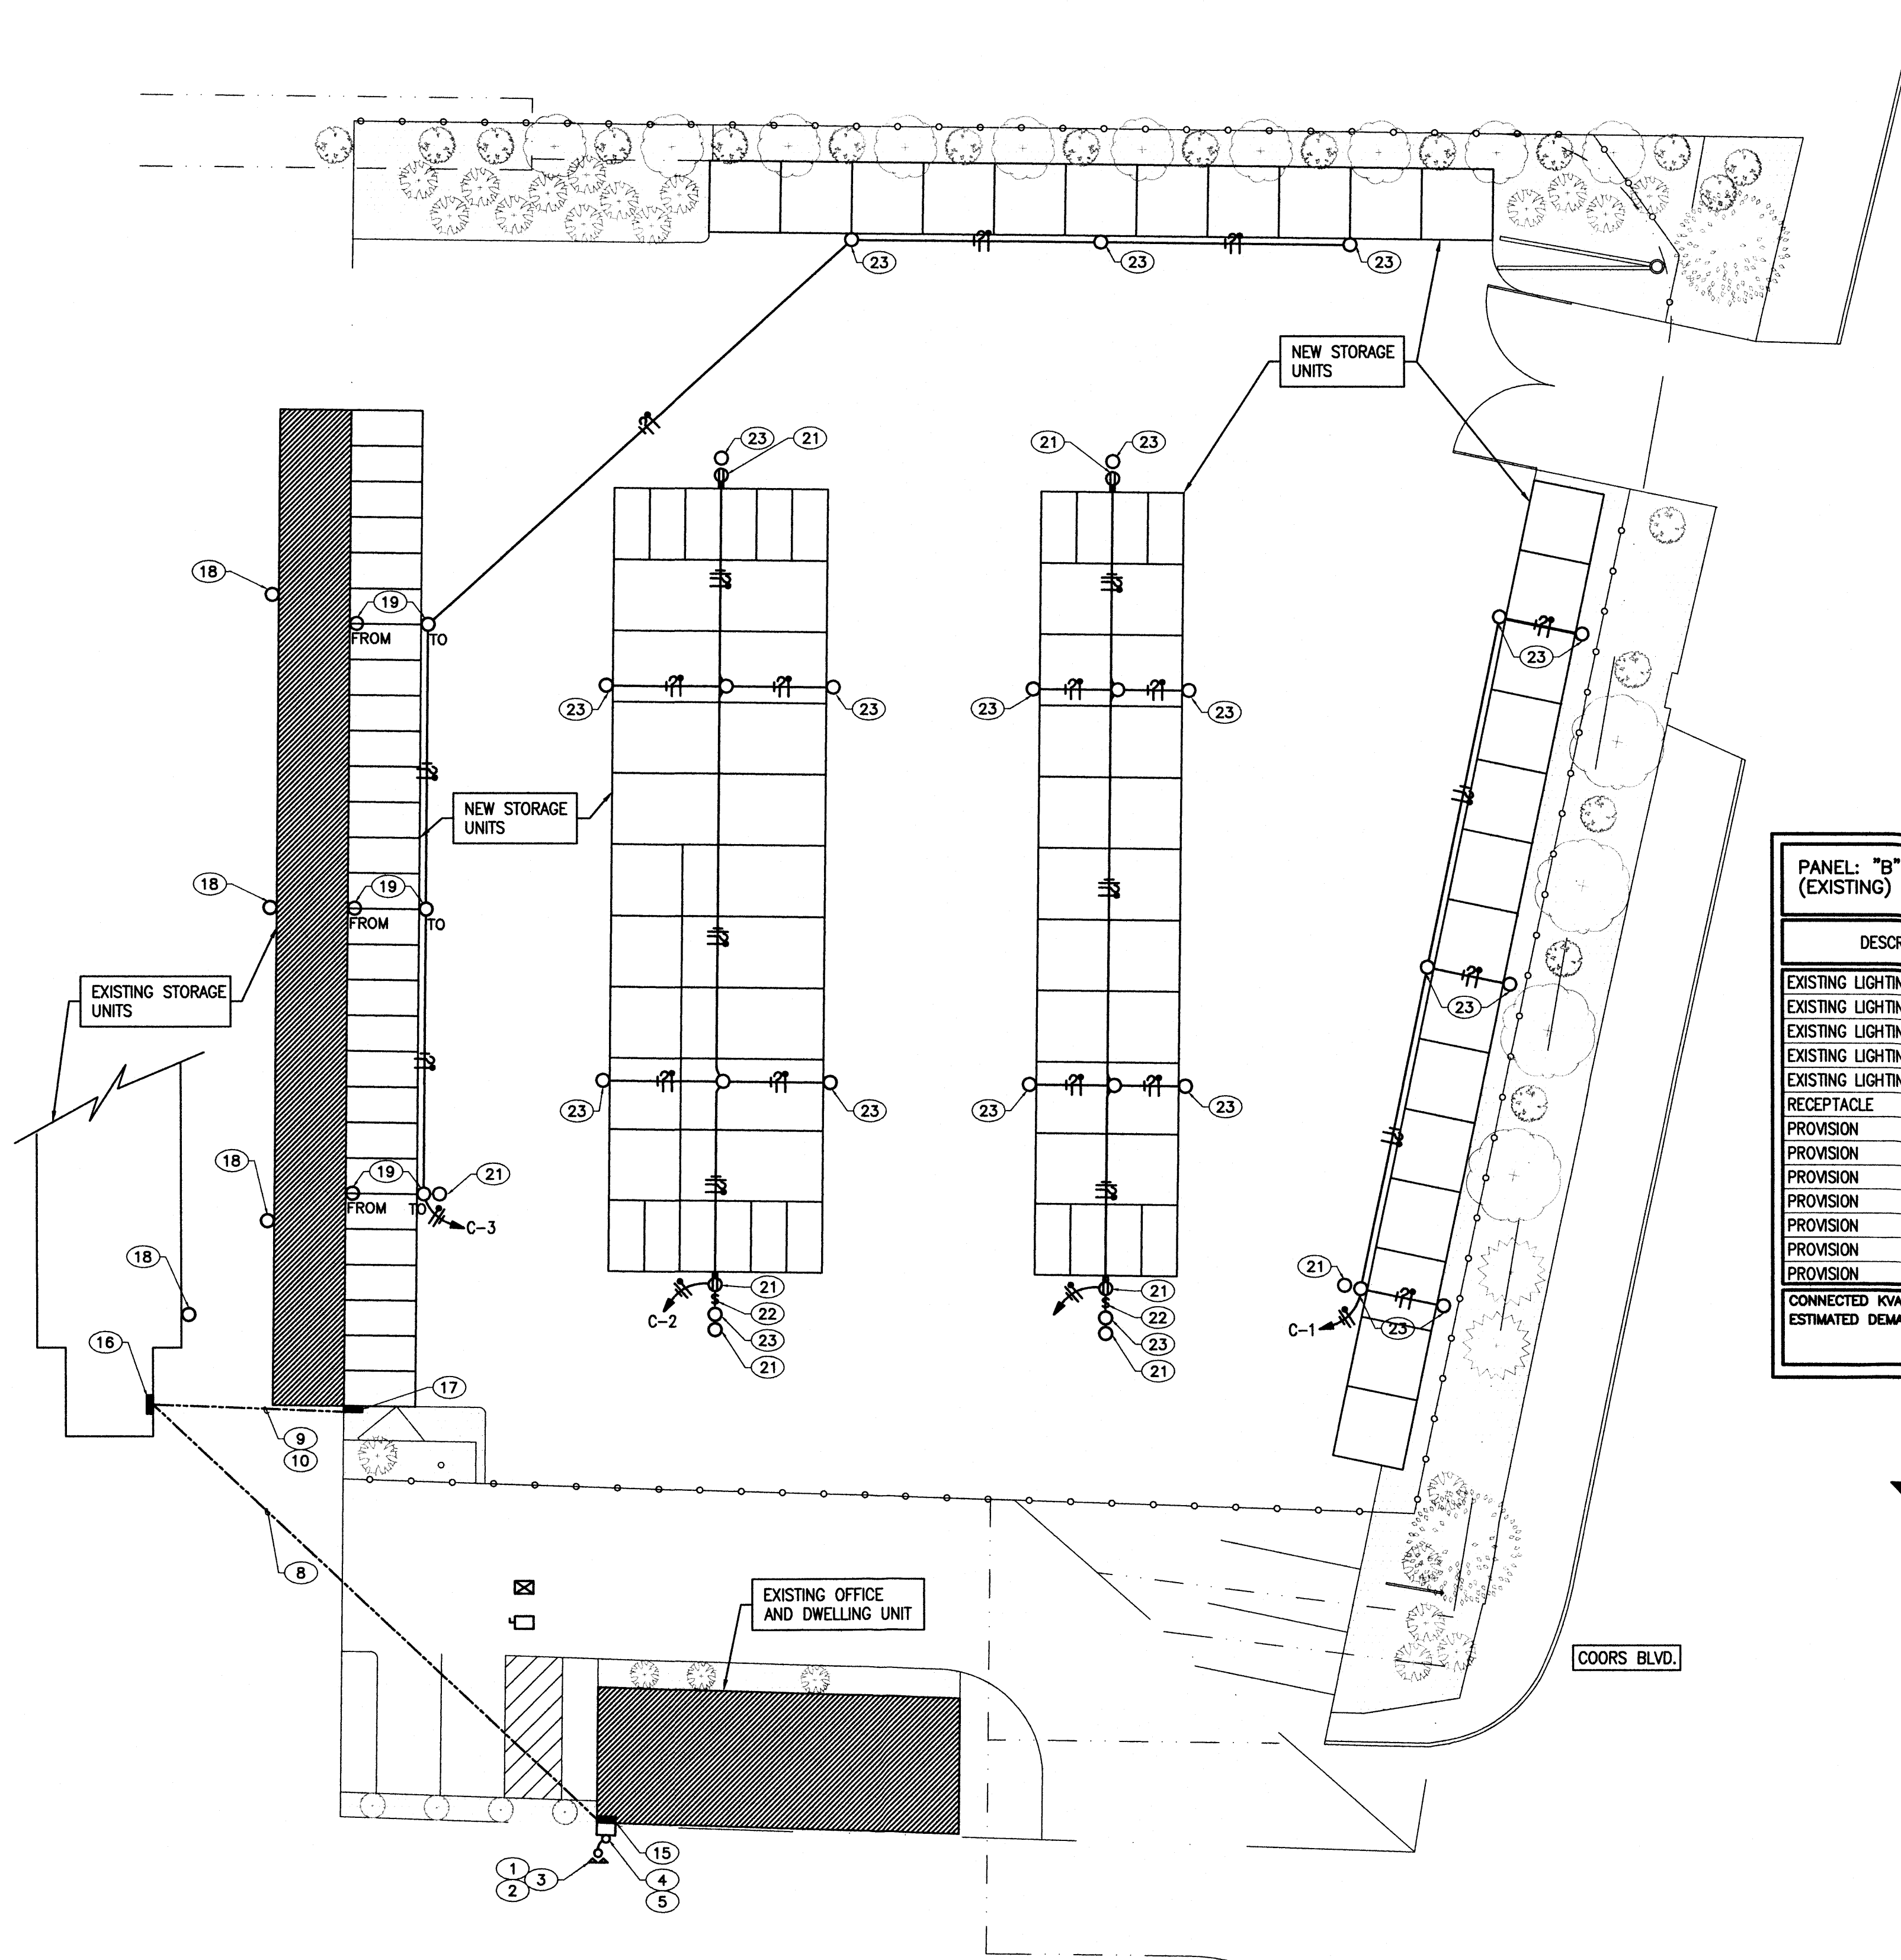 23
23
23
NEW STORAGE
UNITS
23
21
21
23
18
19
FROM
TO
23
23
23
23
23
23
NEW STORAGE
UNITS
PANEL: "B"
(EXISTING)
DESCR
18
19
FROM
TO
EXISTING STORAGE
UNITS
EXISTING LIGHTIN
EXISTING LIGHTIN
EXISTING LIGHTIN
EXISTING LIGHTIN
EXISTING LIGHTIN
RECEPTACLE
PROVISION
PROVISION
PROVISION
PROVISION
PROVISION
PROVISION
PROVISION
CONNECTED KVA
ESTIMATED DEMA
23
23
23
23
18
19
21
FROM
TO
C-3
18
21
22
23
21
C-2
21
22
23
21
21
C-1
23
16
17
9
10
8
EXISTING OFFICE
AND DWELLING UNIT
COORS BLVD.
15
1
2
3
4
5